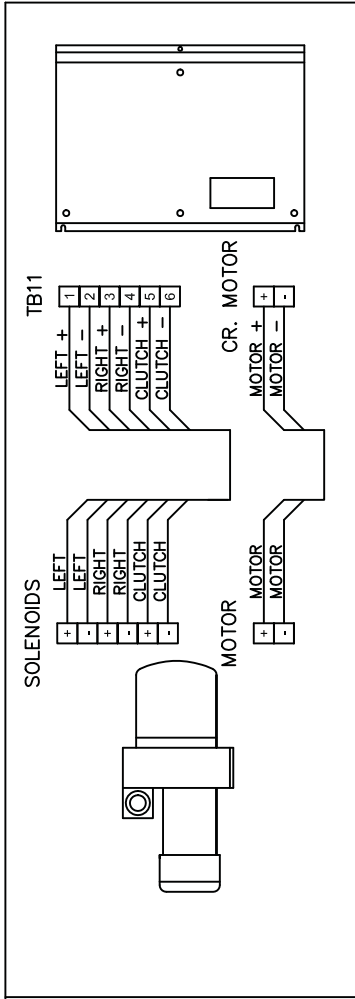 SOLENOIDS TB11
+ LEFT LEFT + 1
- LEFT LEFT - 2
+ RIGHT RIGHT + 3
- RIGHT RIGHT - 4
+ CLUTCH CLUTCH + 5
- CLUTCH CLUTCH - 6
MOTOR CR. MOTOR
+ MOTOR MOTOR + +
- MOTOR MOTOR - -